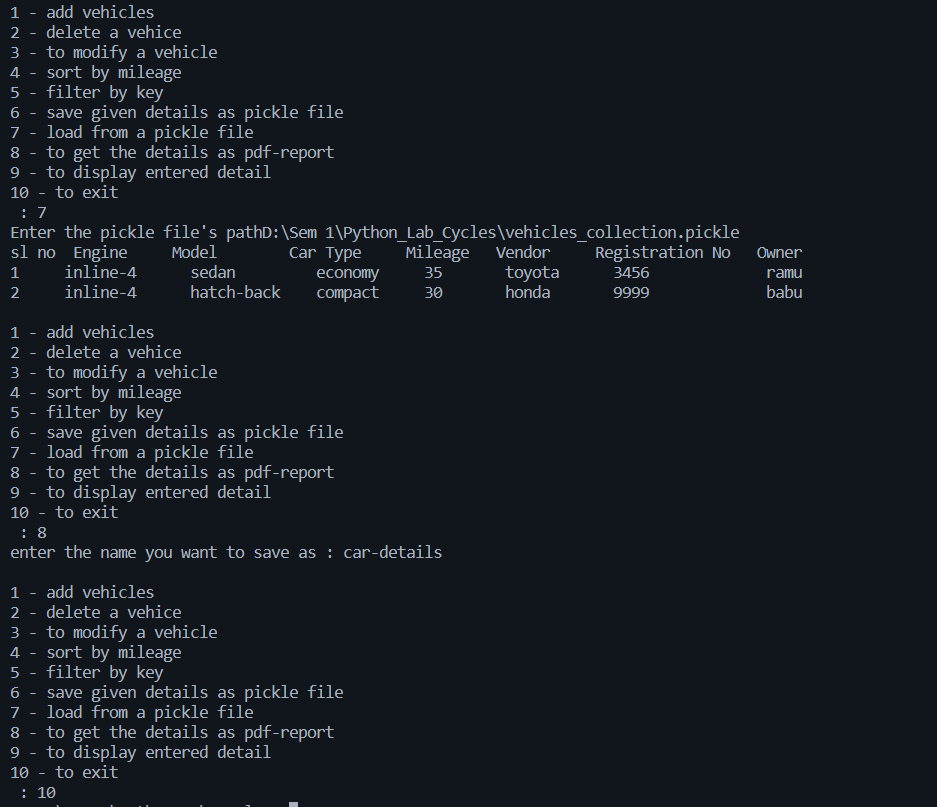 1 - add vehicles
2 - delete a vehice
3 - to modify a vehicle
4 - sort by mileage
5 - filter by key
6 - save given details as pickle file
7 - load from a pickle file
8 - to get the details as pdf-report
9 - to display entered detail
10 - to exit
: 7
Enter the pickle file's pathD:\Sem 1\Python_Lab_Cycles\vehicles_collection.pickle
sl no Engine Model Car Type Mileage Vendor Registration No Owner
1 inline-4 sedan economy 35 toyota 3456 ramu
2 inline-4 hatch-back compact 30 honda 9999 babu
1 - add vehicles
2 - delete a vehice
3 - to modify a vehicle
4 - sort by mileage
5 - filter by key
6 - save given details as pickle file
7 - load from a pickle file
8 - to get the details as pdf-report
9 - to display entered detail
10 - to exit
: 8
enter the name you want to save as : car-details
1 - add vehicles
2 - delete a vehice
3 - to modify a vehicle
4 - sort by mileage
5 - filter by key
6 - save given details as pickle file
7 - load from a pickle file
8 - to get the details as pdf-report
9 - to display entered detail
10 - to exit
: 10